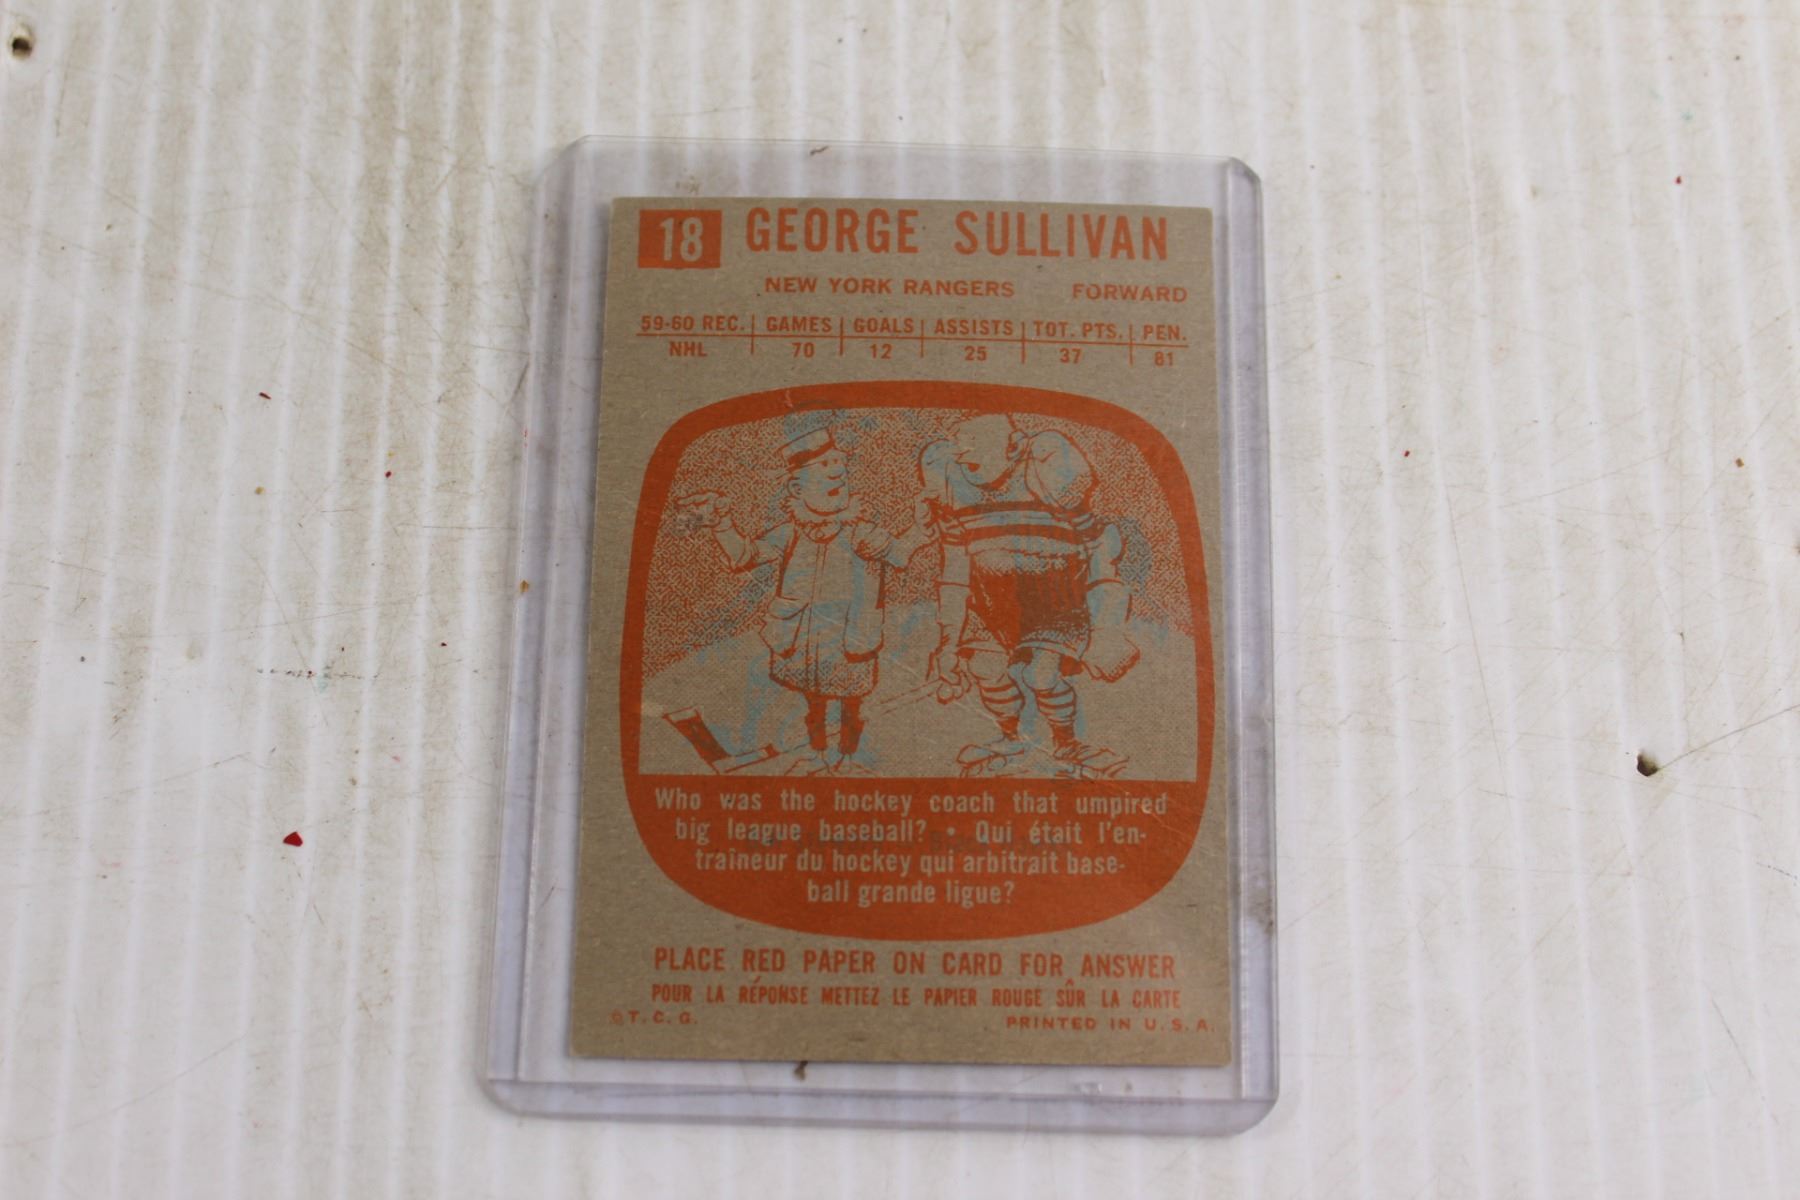 18 GEORGE SULLIVAN
NEW YORK RANGERS FORWARD
59-60 REC. GAMES GOALS ASSISTS TOT. PTS. PEN.
NHL 70 12 25 37 81
Who was the hockey coach that umpired
big league baseball? • Qui était l'en-
traîneur du hockey qui arbitrait base-
ball grande ligue?
PLACE RED PAPER ON CARD FOR ANSWER
POUR LA RÉPONSE METTEZ LE PAPIER ROUGE SÛR LA CARTE
© T. C. G. PRINTED IN U. S. A.